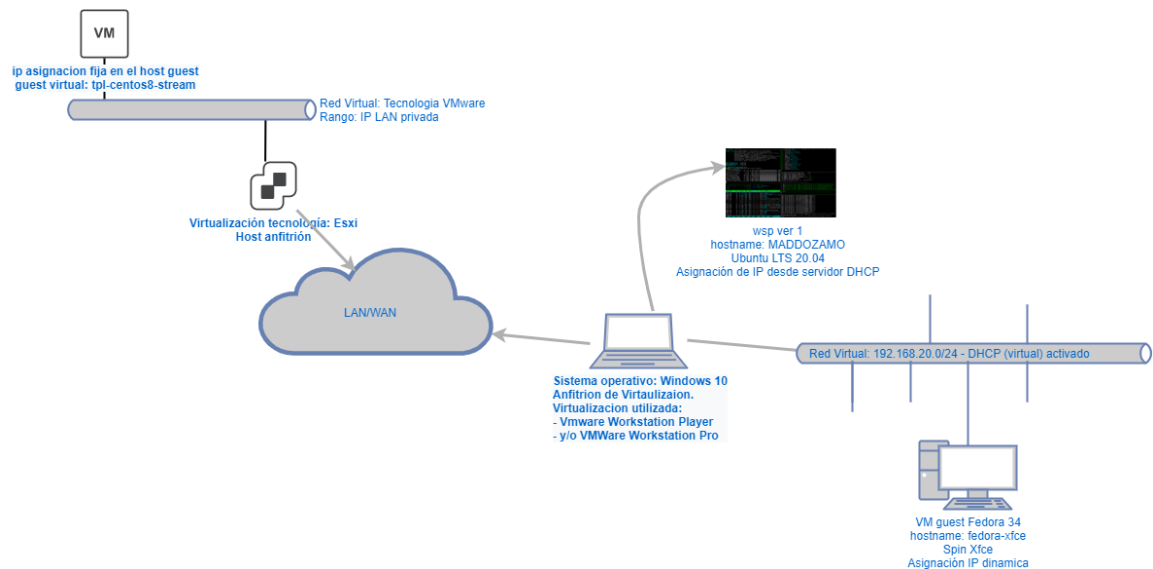 VM
ip asignacion fija en el host guest
guest virtual: tpl-centos8-stream
Red Virtual: Tecnologia VMware
Rango: IP LAN privada
Virtualización tecnología: Esxi
Host anfitrión
LAN/WAN
wsp ver 1
hostname: MADDOZAMO
Ubuntu LTS 20.04
Asignación de IP desde servidor DHCP
Red Virtual: 192.168.20.0/24 - DHCP (virtual) activado
Sistema operativo: Windows 10
Anfitrion de Virtaulizaion.
Virtualizacion utilizada:
- Vmware Workstation Player
- y/o VMWare Workstation Pro
VM guest Fedora 34
hostname: fedora-xfce
Spin Xfce
Asignación IP dinamica